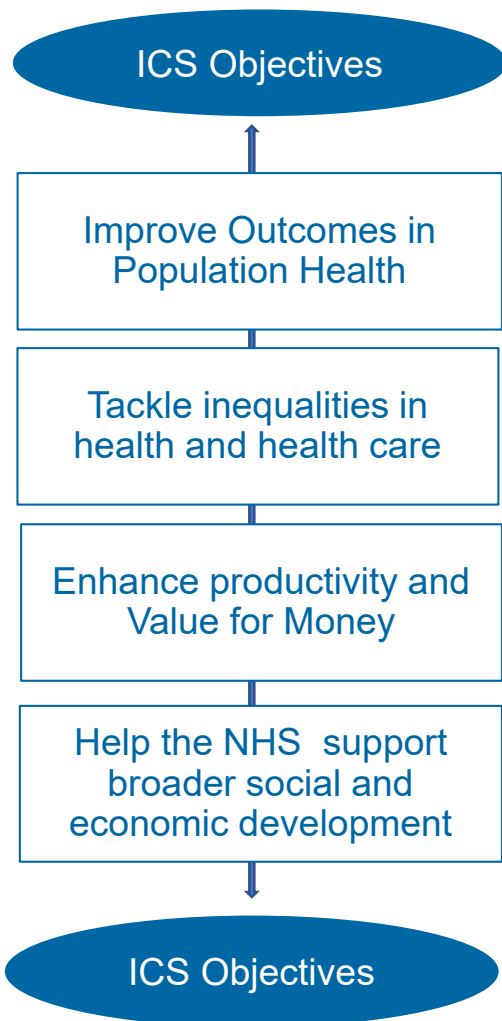 ICS Objectives
Improve Outcomes in
Population Health
Tackle inequalities in
health and health care
Enhance productivity and
Value for Money
Help the NHS  support
broader social and
economic development
ICS Objectives